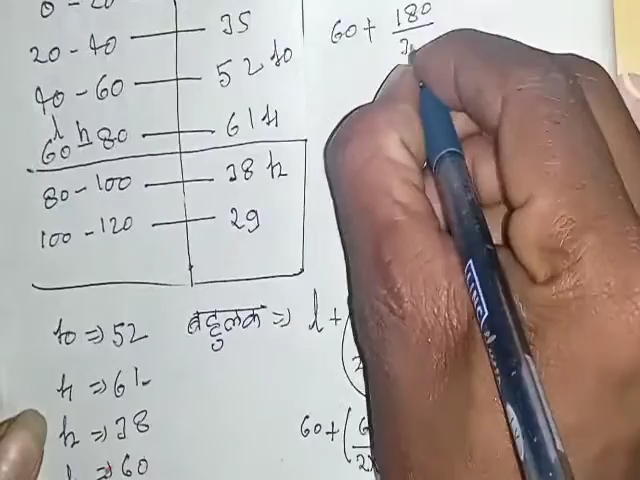 0 - 20
20 - 40 35
40 - 60 52 f0
l h
60 80 61 f1
80 - 100 38 f2
100 - 120 29
f0 => 52 बहुलक => l +
f1 => 61
f2 => 38 60 + (
l => 60
60 + 180